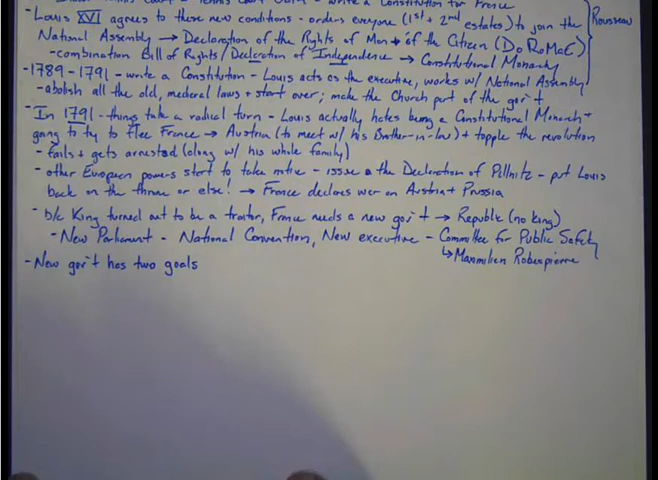 Tennis Court Oath - Write a Constitution for France
- Louis XVI agrees to these new conditions - orders everyone (1st + 2nd estates) to join the
Rousseau
National Assembly → Declaration of the Rights of Man + of the Citizen (DoRoMaC)
- combination Bill of Rights/Declaration of Independence → Constitutional Monarchy
- 1789-1791 - write a Constitution - Louis acts as the executive, works w/ National Assembly
- abolish all the old, medieval laws + start over; make the Church part of the gov't
- In 1791 - things take a radical turn - Louis actually hates being a Constitutional Monarch +
going to try to flee France → Austria (to meet w/ his Brother-in-law) + topple the revolution
- fails + gets arrested (along w/ his whole family)
- other European powers start to take notice - issue the Declaration of Pillnitz - put Louis
back on the throne or else! → France declares war on Austria + Prussia
- b/c King turned out to be a traitor, France needs a new gov't → Republic (no king)
- New Parliament - National Convention, New executive - Committee for Public Safety
↳ Maximilien Robespierre
- New gov't has two goals